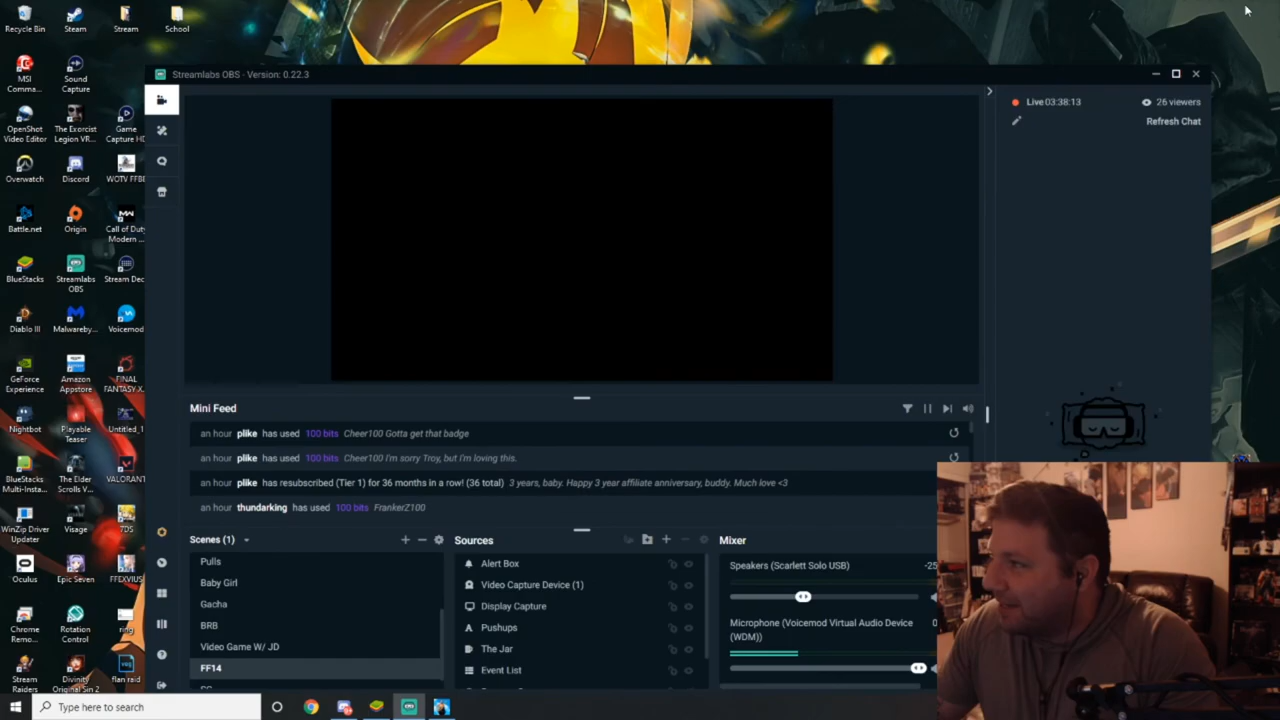 Recycle Bin
Steam
Stream
School
MSI Comma...
Sound Capture
OpenShot Video Editor
The Exorcist Legion VR...
Game Capture HD
Overwatch
Discord
WOTV FFBE
Battle.net
Origin
Call of Duty Modern ...
BlueStacks
Streamlabs OBS
Stream Dec
Diablo III
Malwareby...
Voicemod
GeForce Experience
Amazon Appstore
FINAL FANTASY X...
Nightbot
Playable Teaser
Untitled_1
BlueStacks Multi-Insta...
The Elder Scrolls V...
VALORANT
WinZip Driver Updater
Visage
7DS
Oculus
Epic Seven
FFEXVIUS
Chrome Remo...
Rotation Control
ring
Stream Raiders
Divinity Original Sin 2
flan raid
Streamlabs OBS - Version: 0.22.3
Live 03:38:13
26 viewers
Refresh Chat
Mini Feed
an hour plike has used 100 bits Cheer100 Gotta get that badge
an hour plike has used 100 bits Cheer100 I'm sorry Troy, but I'm loving this.
an hour plike has resubscribed (Tier 1) for 36 months in a row! (36 total) 3 years, baby. Happy 3 year affiliate anniversary, buddy. Much love <3
an hour thundarking has used 100 bits FrankerZ100
Scenes (1)
Pulls
Baby Girl
Gacha
BRB
Video Game W/ JD
FF14
Sources
Alert Box
Video Capture Device (1)
Display Capture
Pushups
The Jar
Event List
Mixer
Speakers (Scarlett Solo USB)
-25
Microphone (Voicemod Virtual Audio Device
(WDM))
0
Type here to search